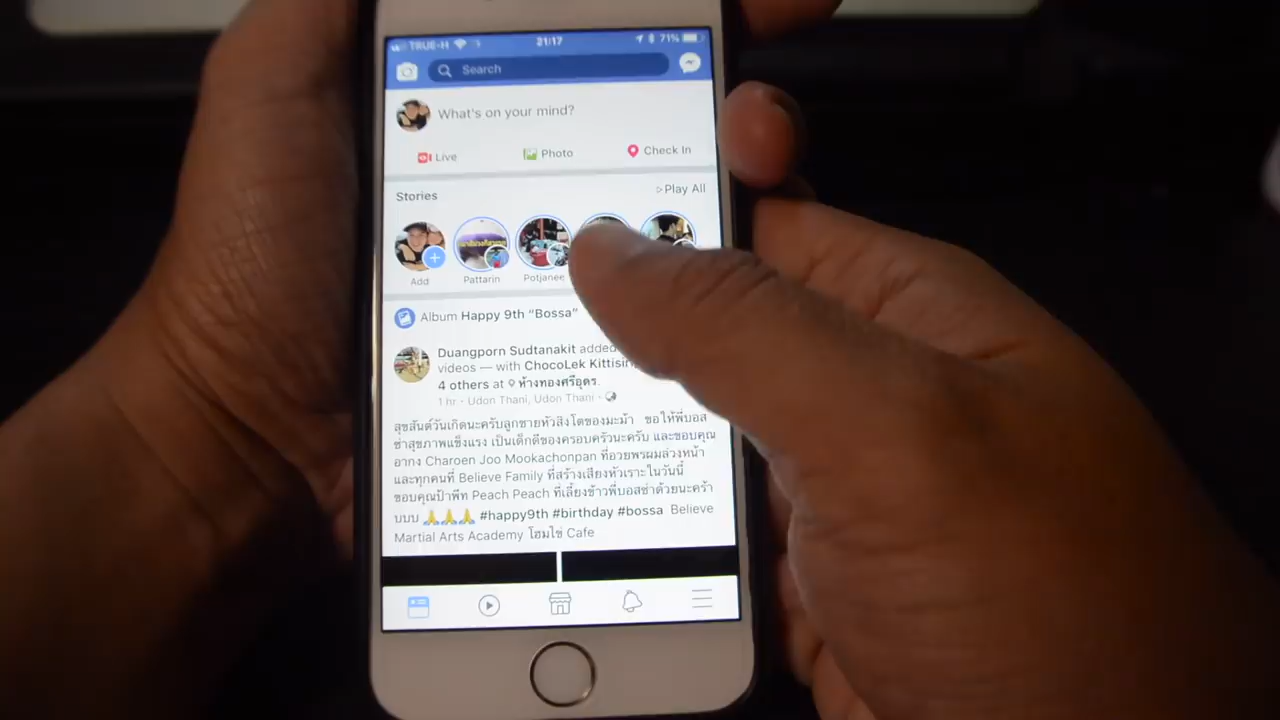 TRUE-H 21:17 71%
Search
What's on your mind?
Live Photo Check In
Stories Play All
Add Pattarin Potjanee
Album Happy 9th “Bossa”
Duangporn Sudtanakit added
videos — with ChocoLek
4 others at ห้างทองศรีอุดร.
1 hr · Udon Thani, Udon Thani ·
สุขสันต์วันเกิดนะครับลูกชายหัวสิงโตของมะม้า ขอให้พี่บอส
ซ่าสุขภาพแข็งแรง เป็นเด็กดีของครอบครัวนะครับ และขอบคุณ
อากง Charoen Joo Mookachonpan ที่อวยพรผมล่วงหน้า
และทุกคนที่ Believe Family ที่สร้างเสียงหัวเราะในวันนี้
ขอบคุณป้าพีท Peach Peach ที่เลี้ยงข้าวพี่บอสซ่าด้วยนะคร้า
บบบ 🙏🙏🙏 #happy9th #birthday #bossa Believe
Martial Arts Academy โฮมไข่ Cafe